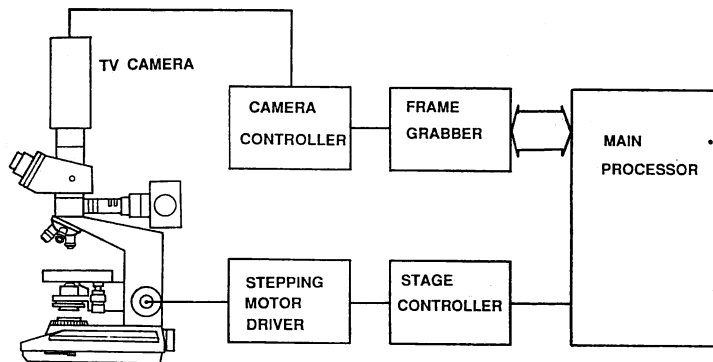 TV CAMERA
CAMERA
CONTROLLER
FRAME
GRABBER
MAIN
PROCESSOR
STEPPING
MOTOR
DRIVER
STAGE
CONTROLLER